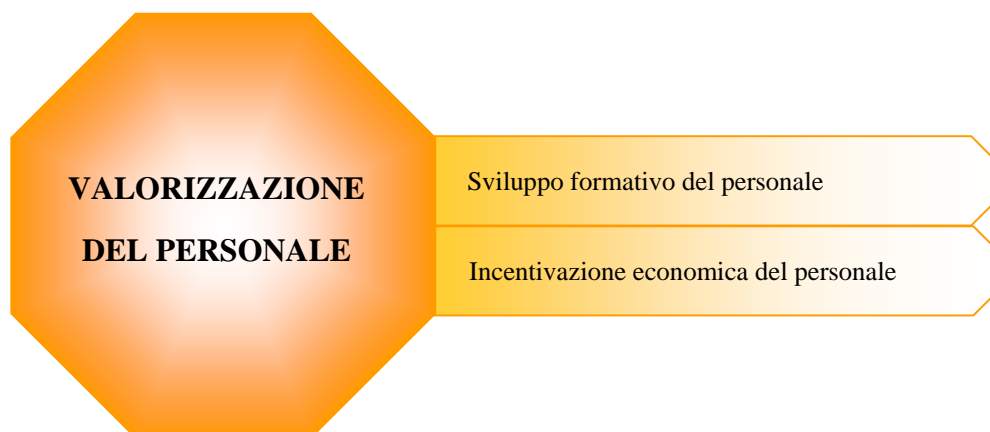 VALORIZZAZIONE
DEL PERSONALE
Sviluppo formativo del personale
Incentivazione economica del personale